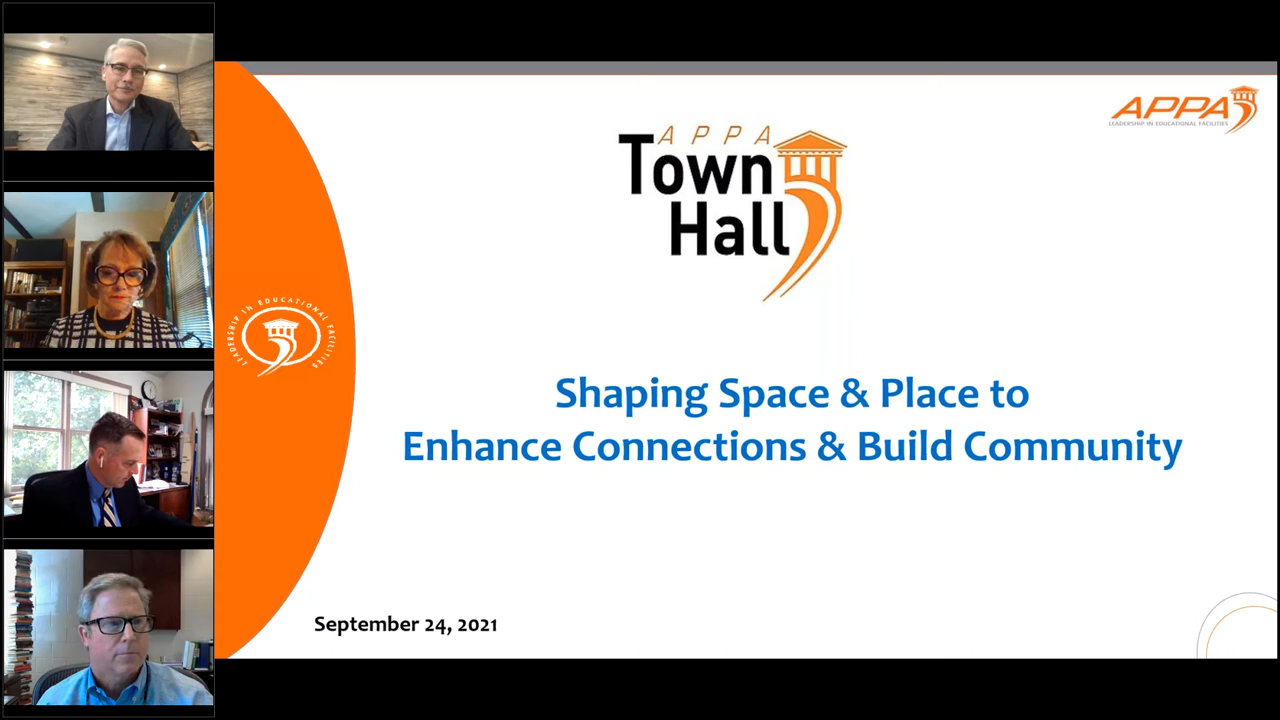 APPA
LEADERSHIP IN EDUCATIONAL FACILITIES
APPA
Town
Hall
LEADERSHIP in EDUCATIONAL FACILITIES
Shaping Space & Place to
Enhance Connections & Build Community
September 24, 2021